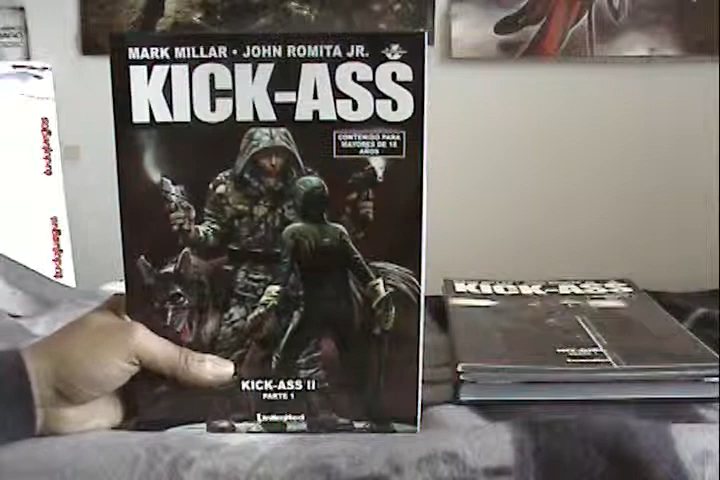 MARK MILLAR • JOHN ROMITA JR.
KICK-ASS
CONTENIDO PARA
MAYORES DE 18
AÑOS
KICK-ASS II
PARTE 1
KICK-ASS